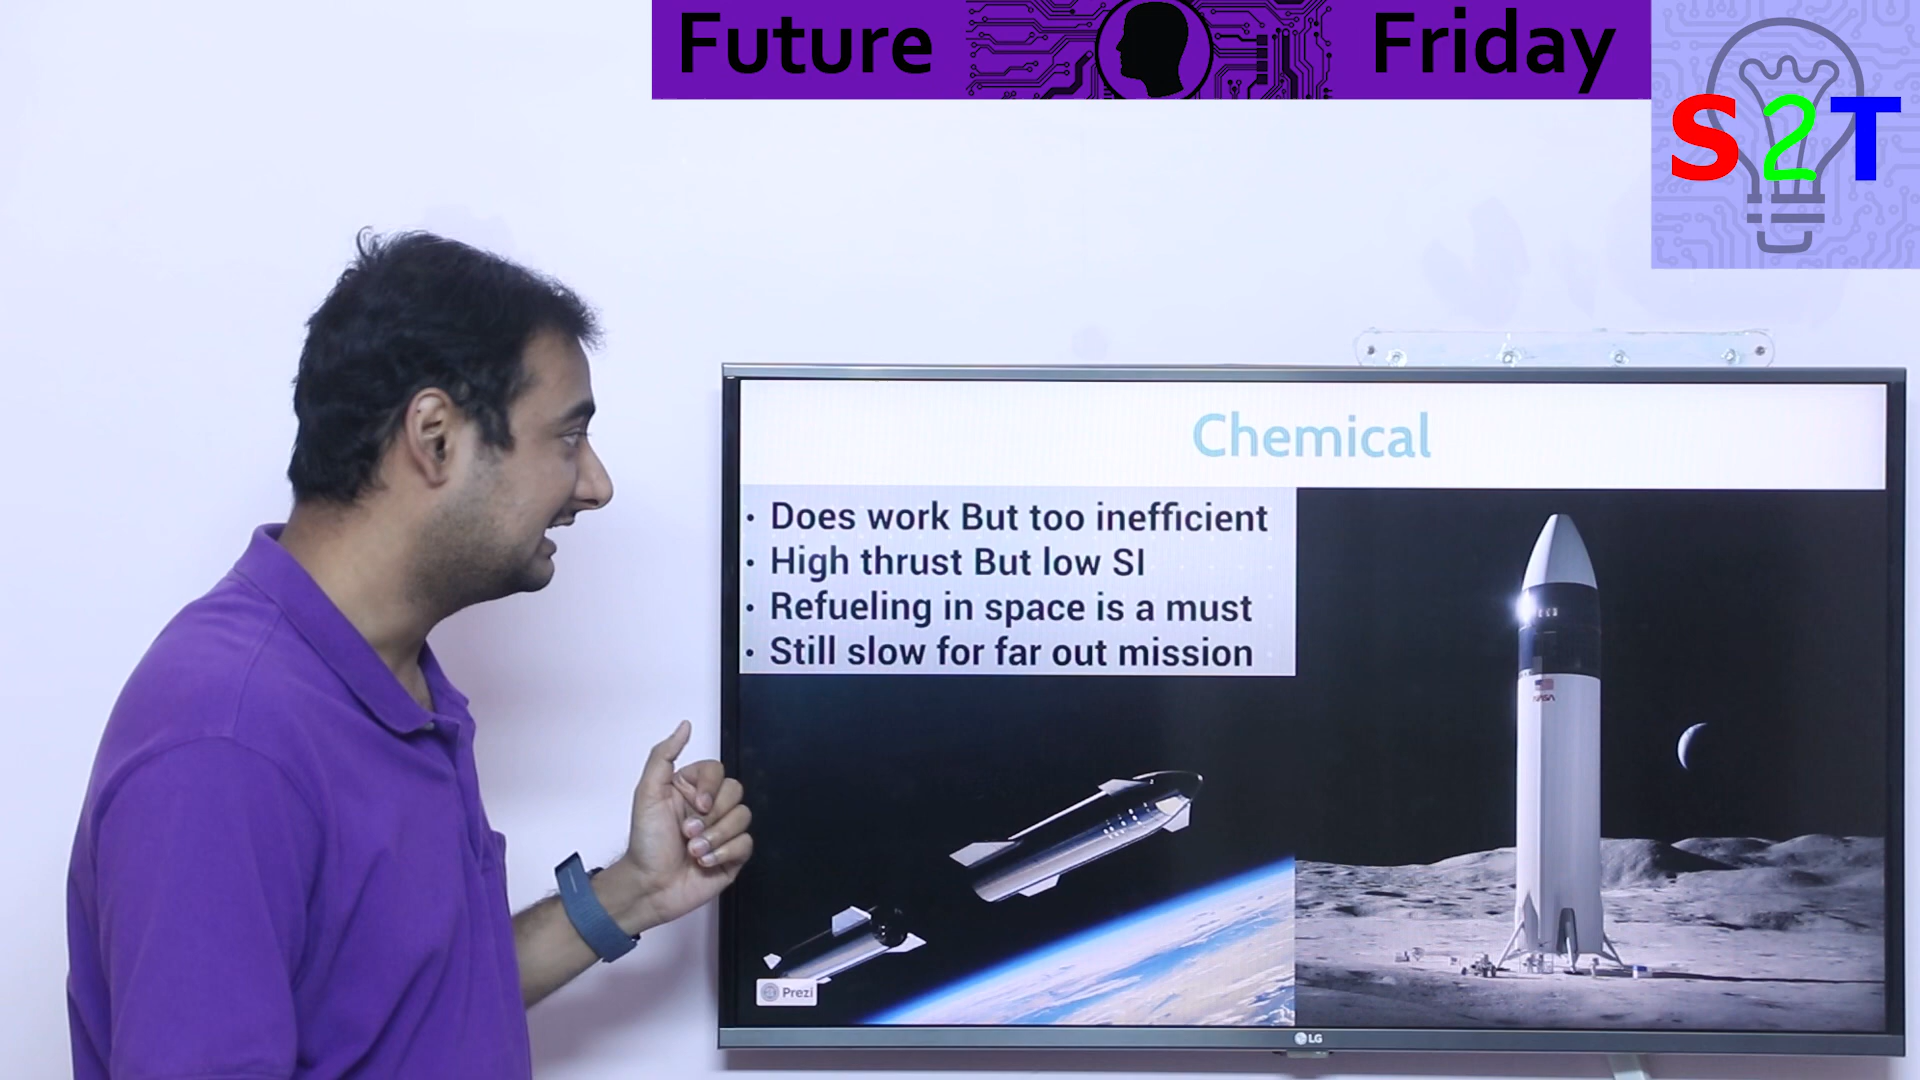 Future Friday
S2T
Chemical
• Does work But too inefficient
• High thrust But low SI
• Refueling in space is a must
• Still slow for far out mission
NASA
Prezi
LG